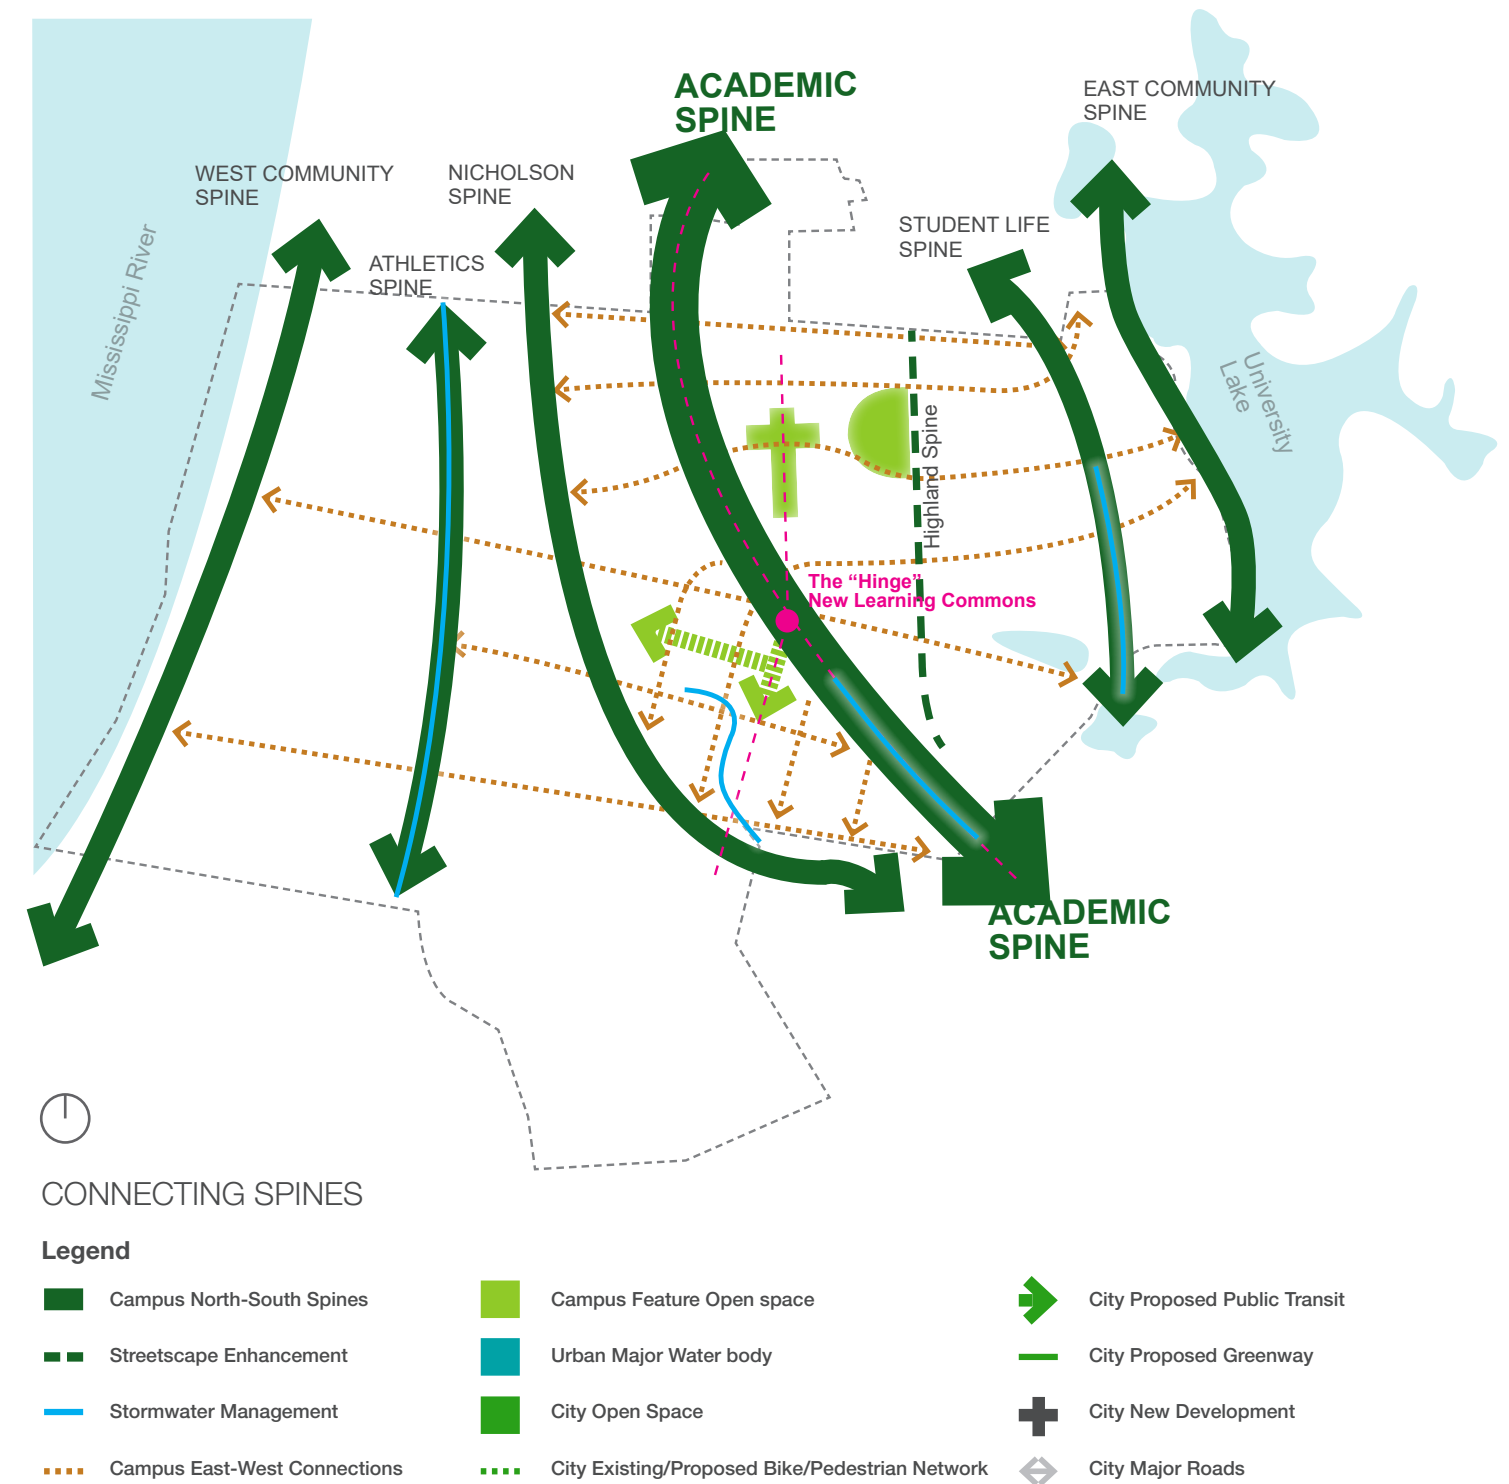 ACADEMIC
SPINE
EAST COMMUNITY
SPINE
WEST COMMUNITY
SPINE
NICHOLSON
SPINE
STUDENT LIFE
SPINE
ATHLETICS
SPINE
Mississippi River
University
Lake
Highland Spine
The “Hinge”
New Learning Commons
ACADEMIC
SPINE
CONNECTING SPINES
Legend
Campus North-South Spines
Streetscape Enhancement
Stormwater Management
Campus East-West Connections
Campus Feature Open space
Urban Major Water body
City Open Space
City Existing/Proposed Bike/Pedestrian Network
City Proposed Public Transit
City Proposed Greenway
City New Development
City Major Roads